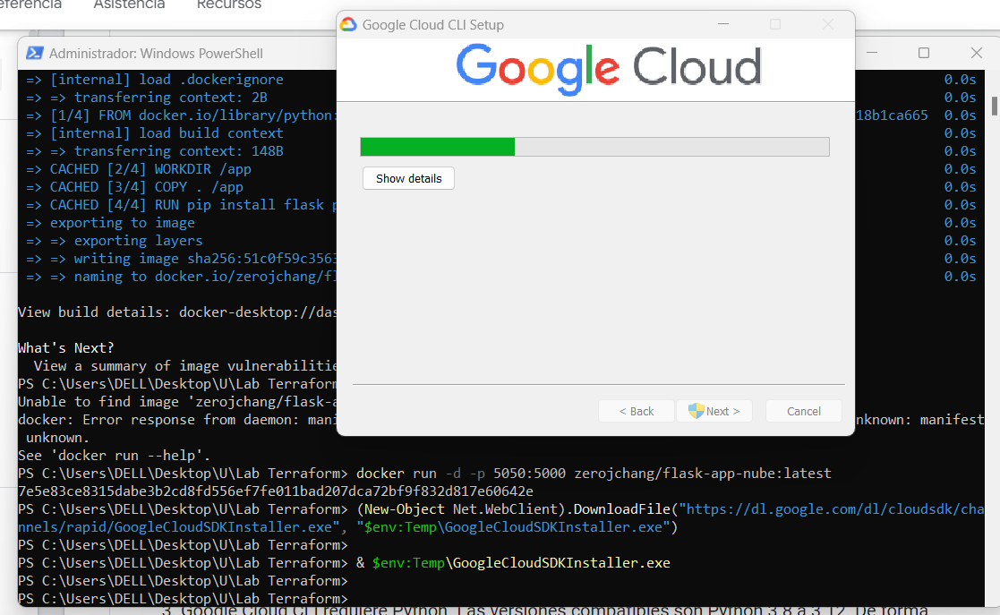 Asistencia
Recursos
Google Cloud CLI Setup
Google Cloud
Show details
< Back
Next >
Cancel
Administrador: Windows PowerShell
=> [internal] load .dockerignore 0.0s
=> => transferring context: 2B 0.0s
=> [1/4] FROM docker.io/library/python: 18b1ca665 0.0s
=> [internal] load build context 0.0s
=> => transferring context: 148B 0.0s
=> CACHED [2/4] WORKDIR /app 0.0s
=> CACHED [3/4] COPY . /app 0.0s
=> CACHED [4/4] RUN pip install flask p 0.0s
=> exporting to image 0.0s
=> => exporting layers 0.0s
=> => writing image sha256:51c0f59c3563 0.0s
=> => naming to docker.io/zerojchang/fl 0.0s
View build details: docker-desktop://das
What's Next?
View a summary of image vulnerabilitie
PS C:\Users\DELL\Desktop\U\Lab Terraform>
Unable to find image 'zerojchang/flask-a
docker: Error response from daemon: mani nknown: manifest
unknown.
See 'docker run --help'.
PS C:\Users\DELL\Desktop\U\Lab Terraform> docker run -d -p 5050:5000 zerojchang/flask-app-nube:latest
7e5e83ce8315dabe3b2cd8fd556ef7fe011bad207dca72bf9f832d817e60642e
PS C:\Users\DELL\Desktop\U\Lab Terraform> (New-Object Net.WebClient).DownloadFile("https://dl.google.com/dl/cloudsdk/cha
nnels/rapid/GoogleCloudSDKInstaller.exe", "$env:Temp\GoogleCloudSDKInstaller.exe")
PS C:\Users\DELL\Desktop\U\Lab Terraform>
PS C:\Users\DELL\Desktop\U\Lab Terraform> & $env:Temp\GoogleCloudSDKInstaller.exe
PS C:\Users\DELL\Desktop\U\Lab Terraform>
PS C:\Users\DELL\Desktop\U\Lab Terraform>
3. Google Cloud CLI requiere Python. Las versiones compatibles son Python 3.8 a 3.12. De forma